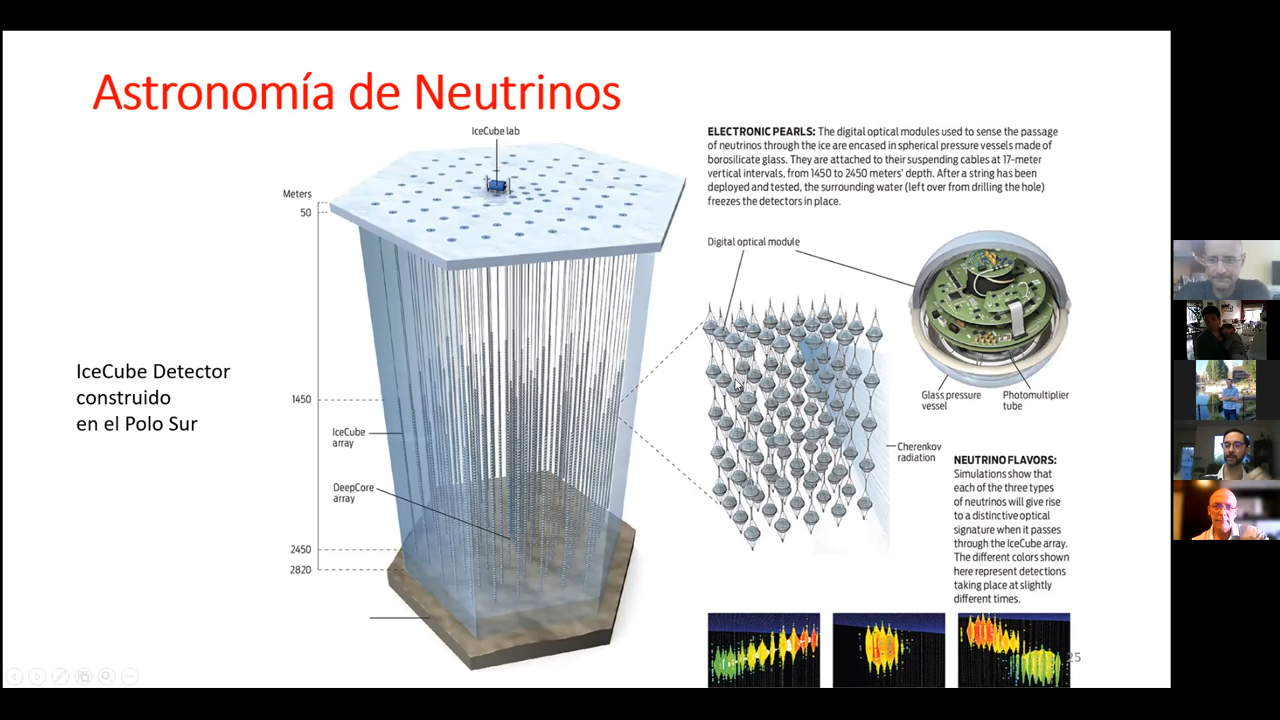 Astronomía de Neutrinos
IceCube lab
Meters
50
1450
IceCube
array
DeepCore
array
2450
2820
IceCube Detector
construido
en el Polo Sur
ELECTRONIC PEARLS: The digital optical modules used to sense the passage
of neutrinos through the ice are encased in spherical pressure vessels made of
borosilicate glass. They are attached to their suspending cables at 17-meter
vertical intervals, from 1450 to 2450 meters' depth. After a string has been
deployed and tested, the surrounding water (left over from drilling the hole)
freezes the detectors in place.
Digital optical module
Glass pressure
vessel
Photomultiplier
tube
Cherenkov
radiation
NEUTRINO FLAVORS:
Simulations show that
each of the three types
of neutrinos will give rise
to a distinctive optical
signature when it passes
through the IceCube array.
The different colors shown
here represent detections
taking place at slightly
different times.
25